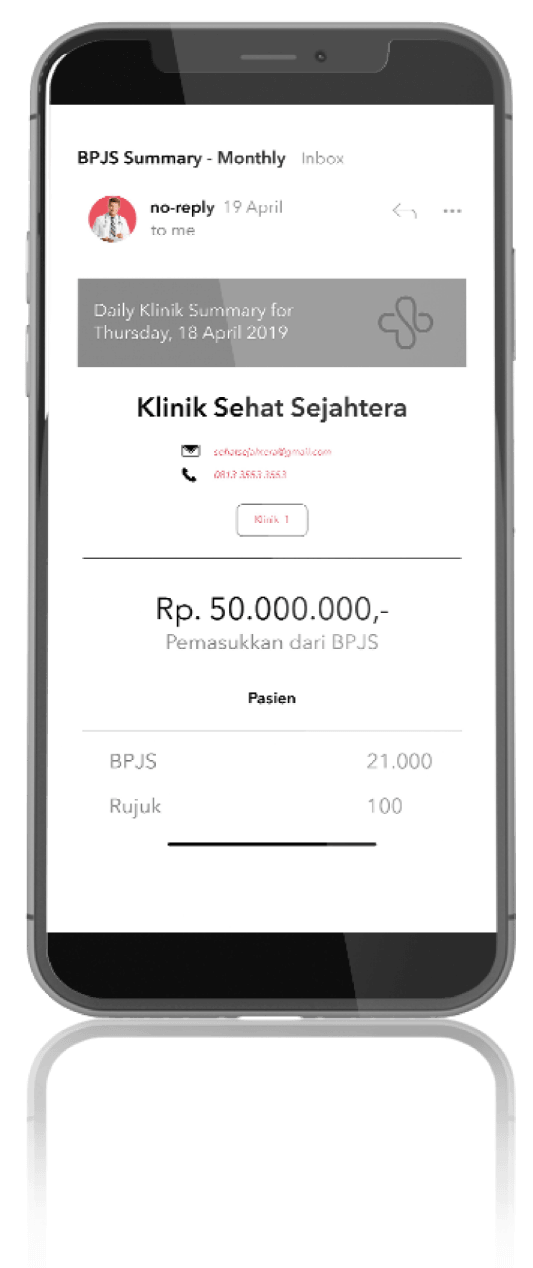 BPJS Summary - Monthly Inbox
no-reply 19 April
to me
Daily Klinik Summary for
Thursday, 18 April 2019
Klinik Sehat Sejahtera
sehatsejahtera@gmail.com
0813 3553 3553
Klinik 1
Rp. 50.000.000,-
Pemasukkan dari BPJS
Pasien
BPJS 21.000
Rujuk 100